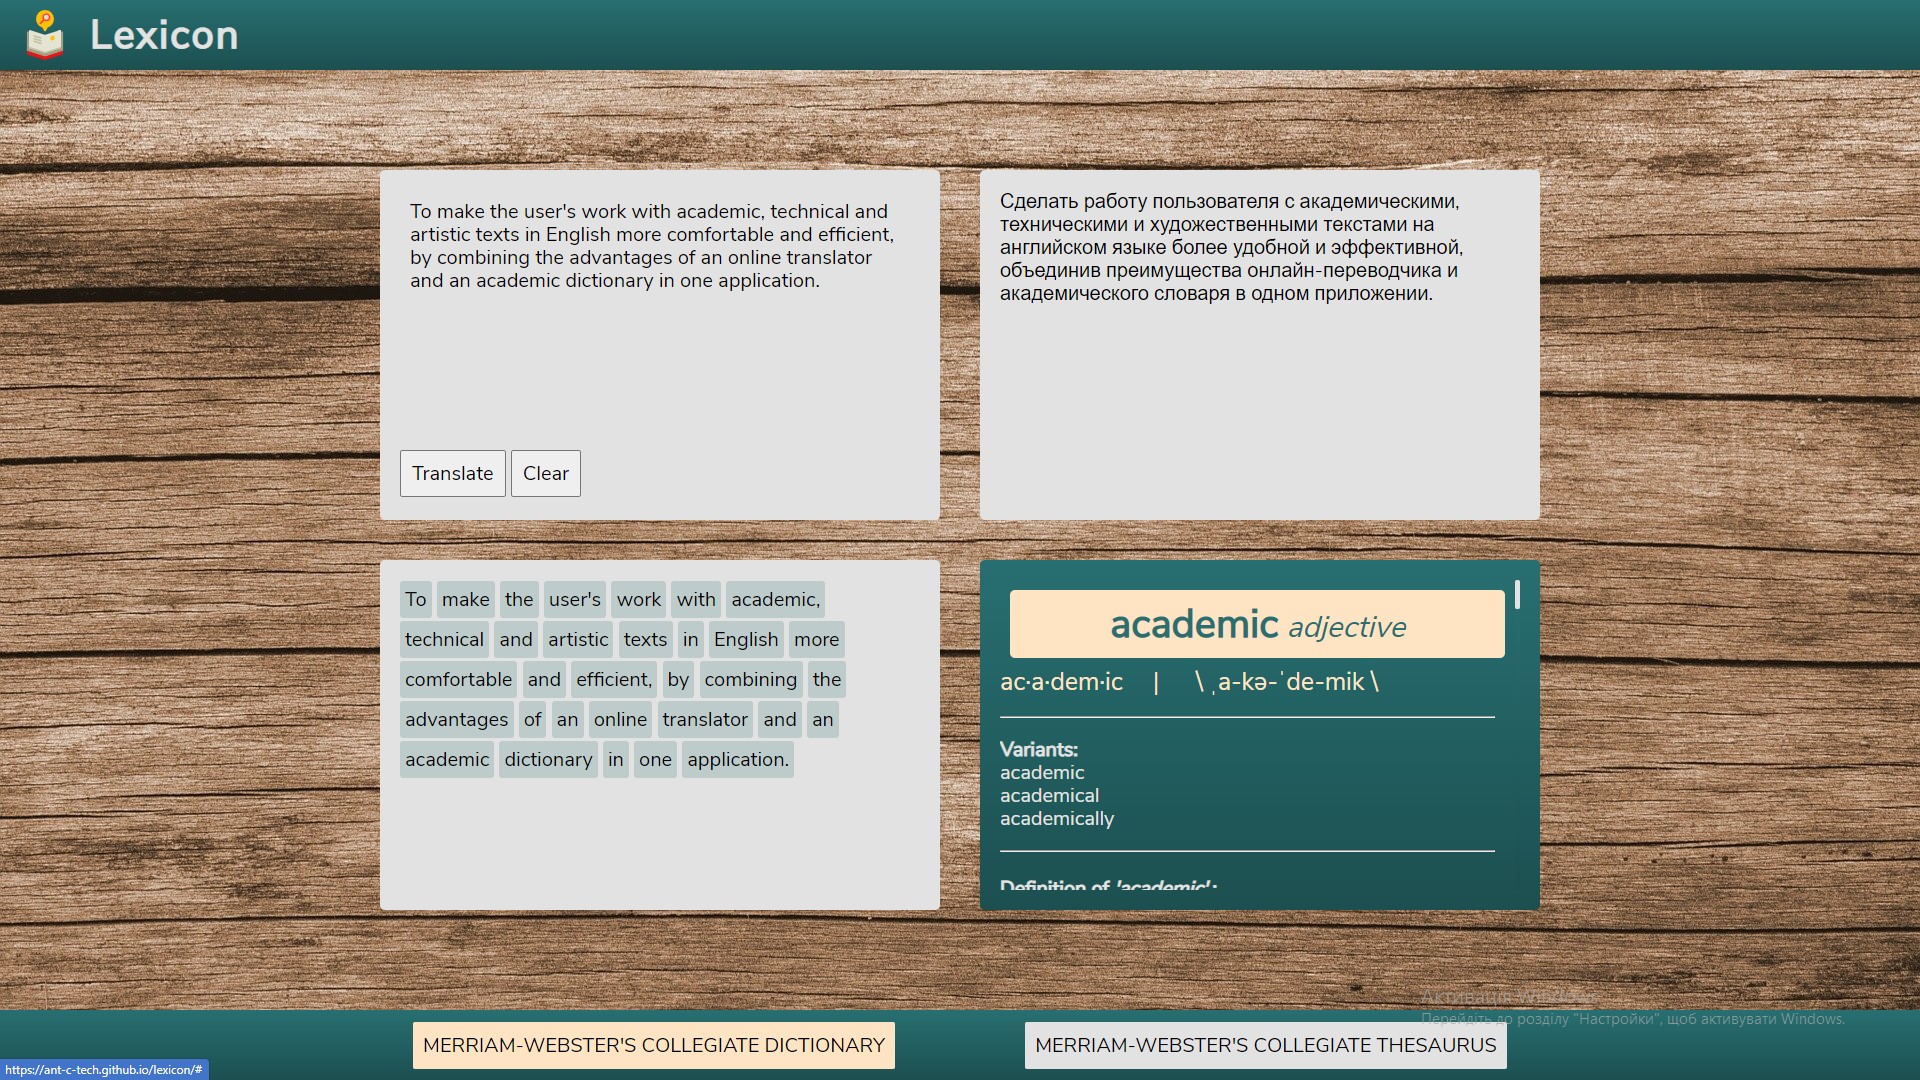 Lexicon
To make the user's work with academic, technical and
artistic texts in English more comfortable and efficient,
by combining the advantages of an online translator
and an academic dictionary in one application.
Translate Clear
Сделать работу пользователя с академическими,
техническими и художественными текстами на
английском языке более удобной и эффективной,
объединив преимущества онлайн-переводчика и
академического словаря в одном приложении.
To make the user's work with academic,
technical and artistic texts in English more
comfortable and efficient, by combining the
advantages of an online translator and an
academic dictionary in one application.
academic adjective
ac·a·dem·ic | \ ˌa-kə-ˈde-mik \
Variants:
academic
academical
academically
Definition of 'academic':
Активація Windows
Перейдіть до розділу "Настройки", щоб активувати Windows.
MERRIAM-WEBSTER'S COLLEGIATE DICTIONARY MERRIAM-WEBSTER'S COLLEGIATE THESAURUS
https://ant-c-tech.github.io/lexicon/#